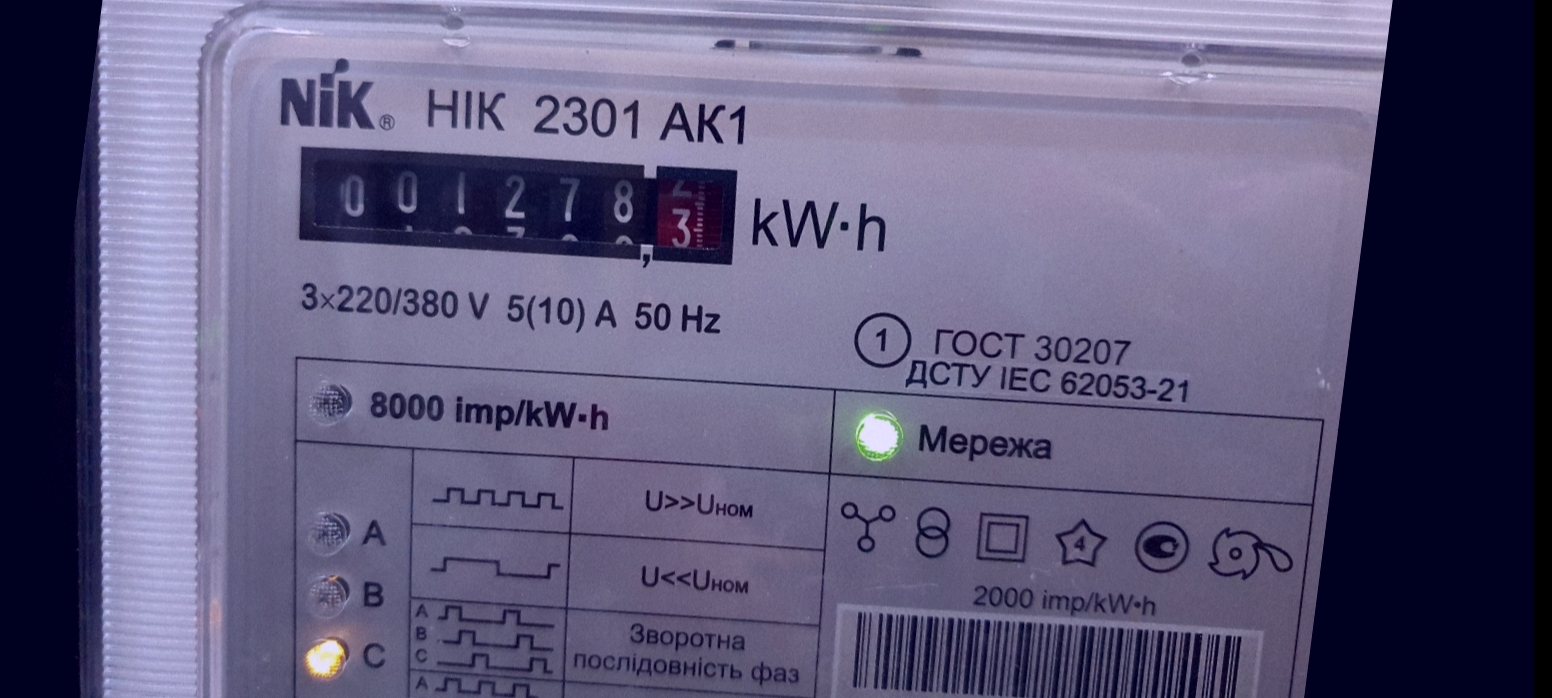 NiK® НІК 2301 АК1
001278,3 kW·h
3×220/380 V 5(10) A 50 Hz
1 ГОСТ 30207
ДСТУ IEC 62053-21
8000 imp/kW·h
Мережа
A
B
C
U>>Uном
U<<Uном
A
B
C
Зворотна
послідовність фаз
A
4
2000 imp/kW·h